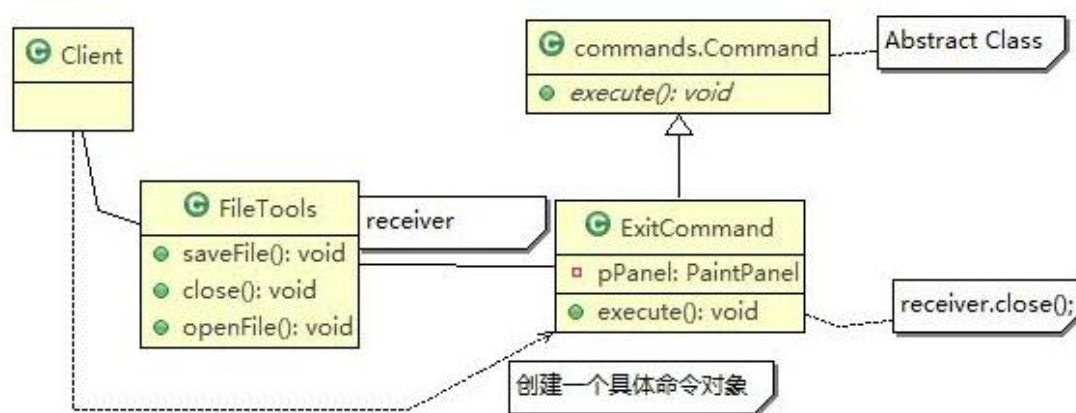 C Client
C commands.Command
execute(): void
Abstract Class
C FileTools
saveFile(): void
close(): void
openFile(): void
receiver
C ExitCommand
pPanel: PaintPanel
execute(): void
receiver.close();
创建一个具体命令对象